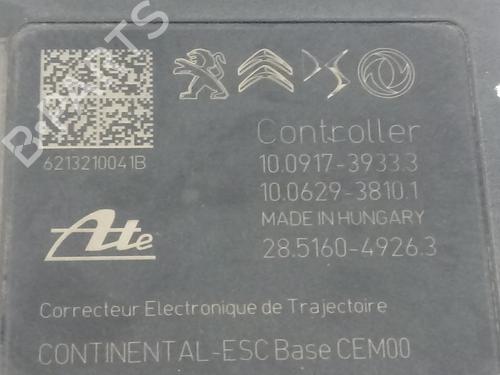 6213210041B
Controller
10.0917-3933.3
10.0629-3810.1
MADE IN HUNGARY
28.5160-4926.3
Ate
Correcteur Electronique de Trajectoire
CONTINENTAL-ESC Base CEM00
B-PARTS